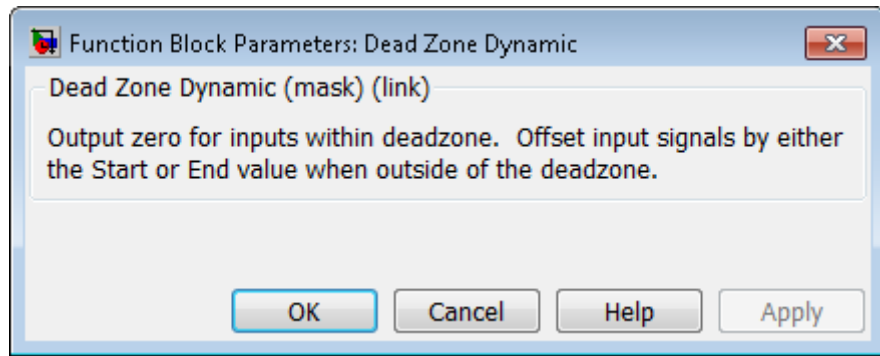 Function Block Parameters: Dead Zone Dynamic
Dead Zone Dynamic (mask) (link)
Output zero for inputs within deadzone.  Offset input signals by either
the Start or End value when outside of the deadzone.
OK Cancel Help Apply